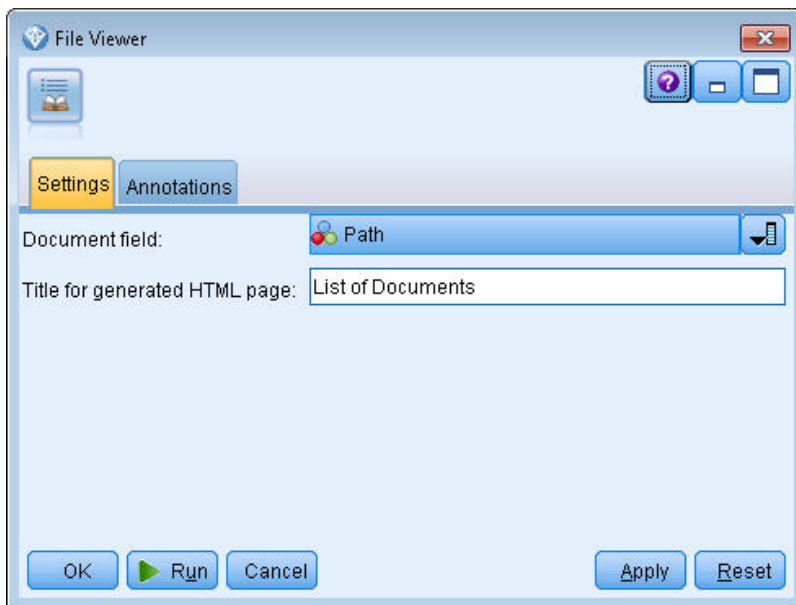 File Viewer
Settings Annotations
Document field: Path
Title for generated HTML page: List of Documents
OK Run Cancel Apply Reset